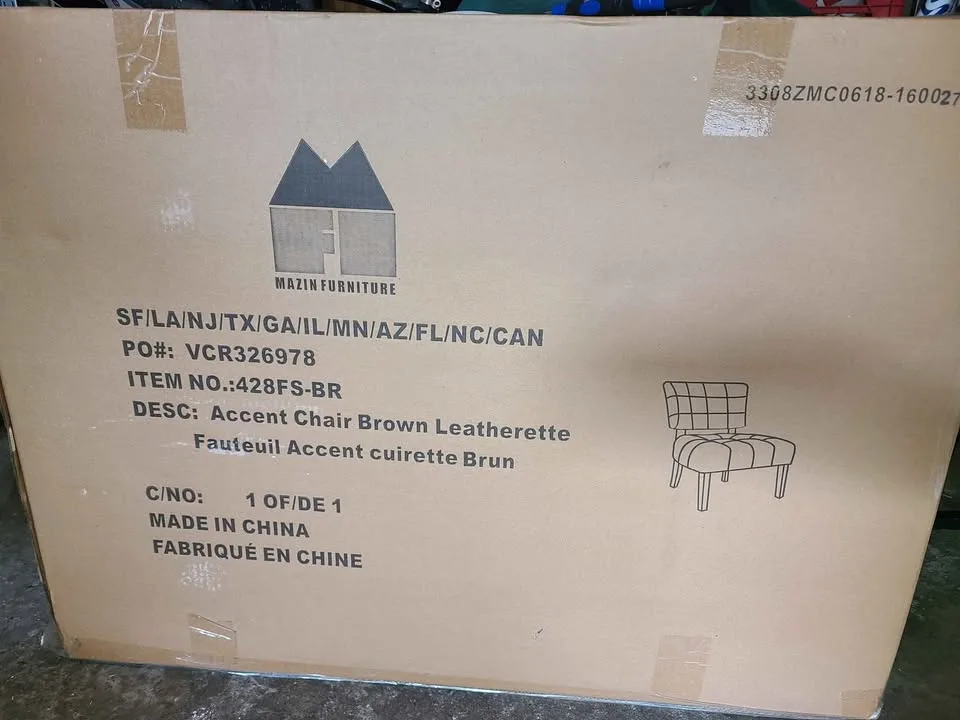 3308ZMC0618-160027
MAZIN FURNITURE
SF/LA/NJ/TX/GA/IL/MN/AZ/FL/NC/CAN
PO#: VCR326978
ITEM NO.:428FS-BR
DESC: Accent Chair Brown Leatherette
Fauteuil Accent cuirette Brun
C/NO: 1 OF/DE 1
MADE IN CHINA
FABRIQUÉ EN CHINE